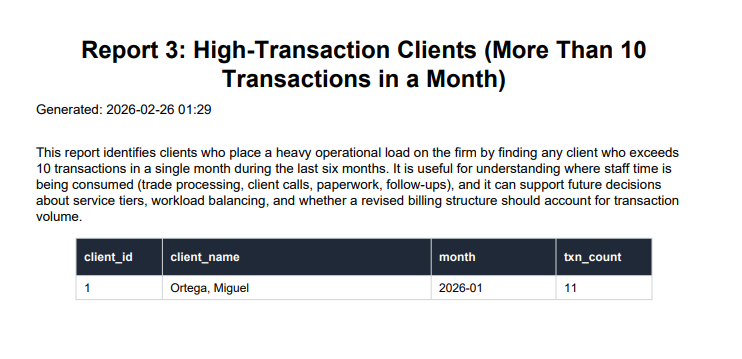 Report 3: High-Transaction Clients (More Than 10
Transactions in a Month)
Generated: 2026-02-26 01:29
This report identifies clients who place a heavy operational load on the firm by finding any client who exceeds
10 transactions in a single month during the last six months. It is useful for understanding where staff time is
being consumed (trade processing, client calls, paperwork, follow-ups), and it can support future decisions
about service tiers, workload balancing, and whether a revised billing structure should account for transaction
volume.
client_id client_name month txn_count
1 Ortega, Miguel 2026-01 11